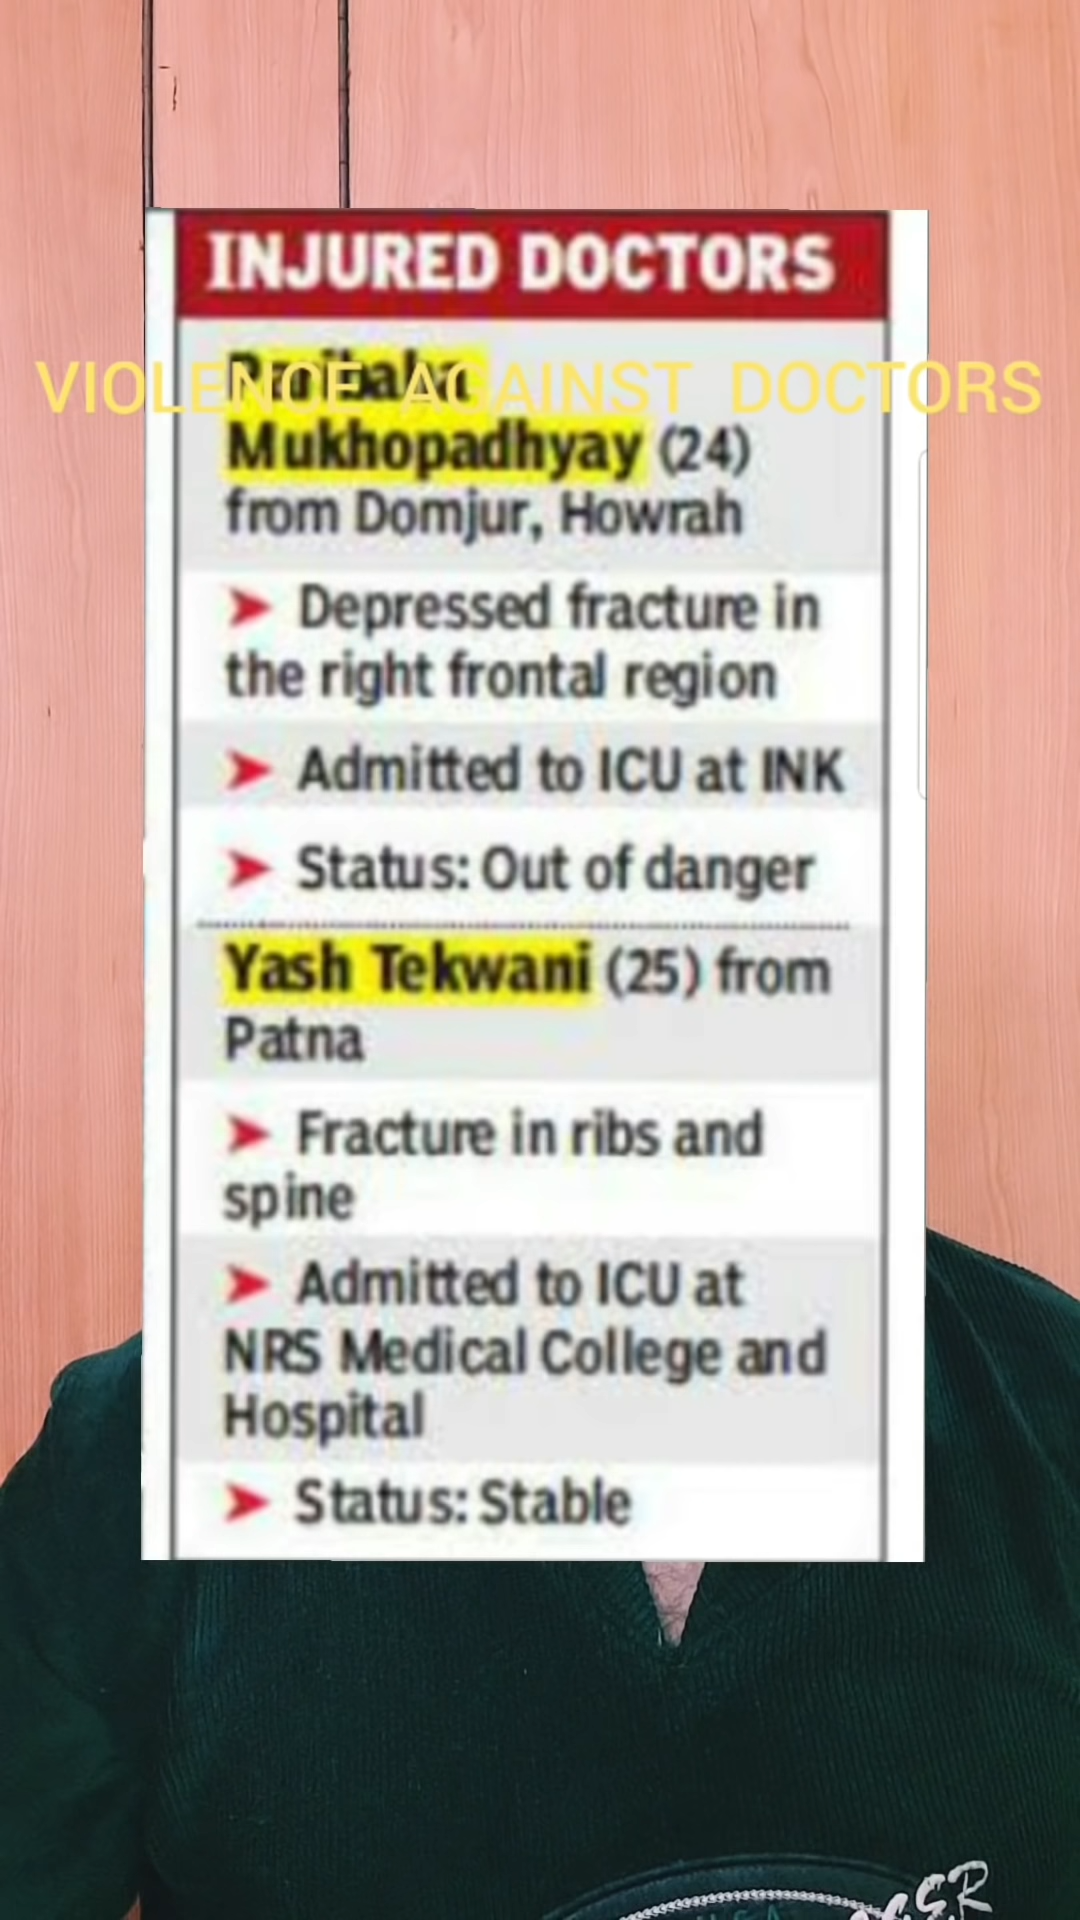 INJURED DOCTORS
VIOLENCE AGAINST DOCTORS
Paribaha
Mukhopadhyay (24)
from Domjur, Howrah
➤ Depressed fracture in
the right frontal region
➤ Admitted to ICU at INK
➤ Status: Out of danger
Yash Tekwani (25) from
Patna
➤ Fracture in ribs and
spine
➤ Admitted to ICU at
NRS Medical College and
Hospital
➤ Status: Stable